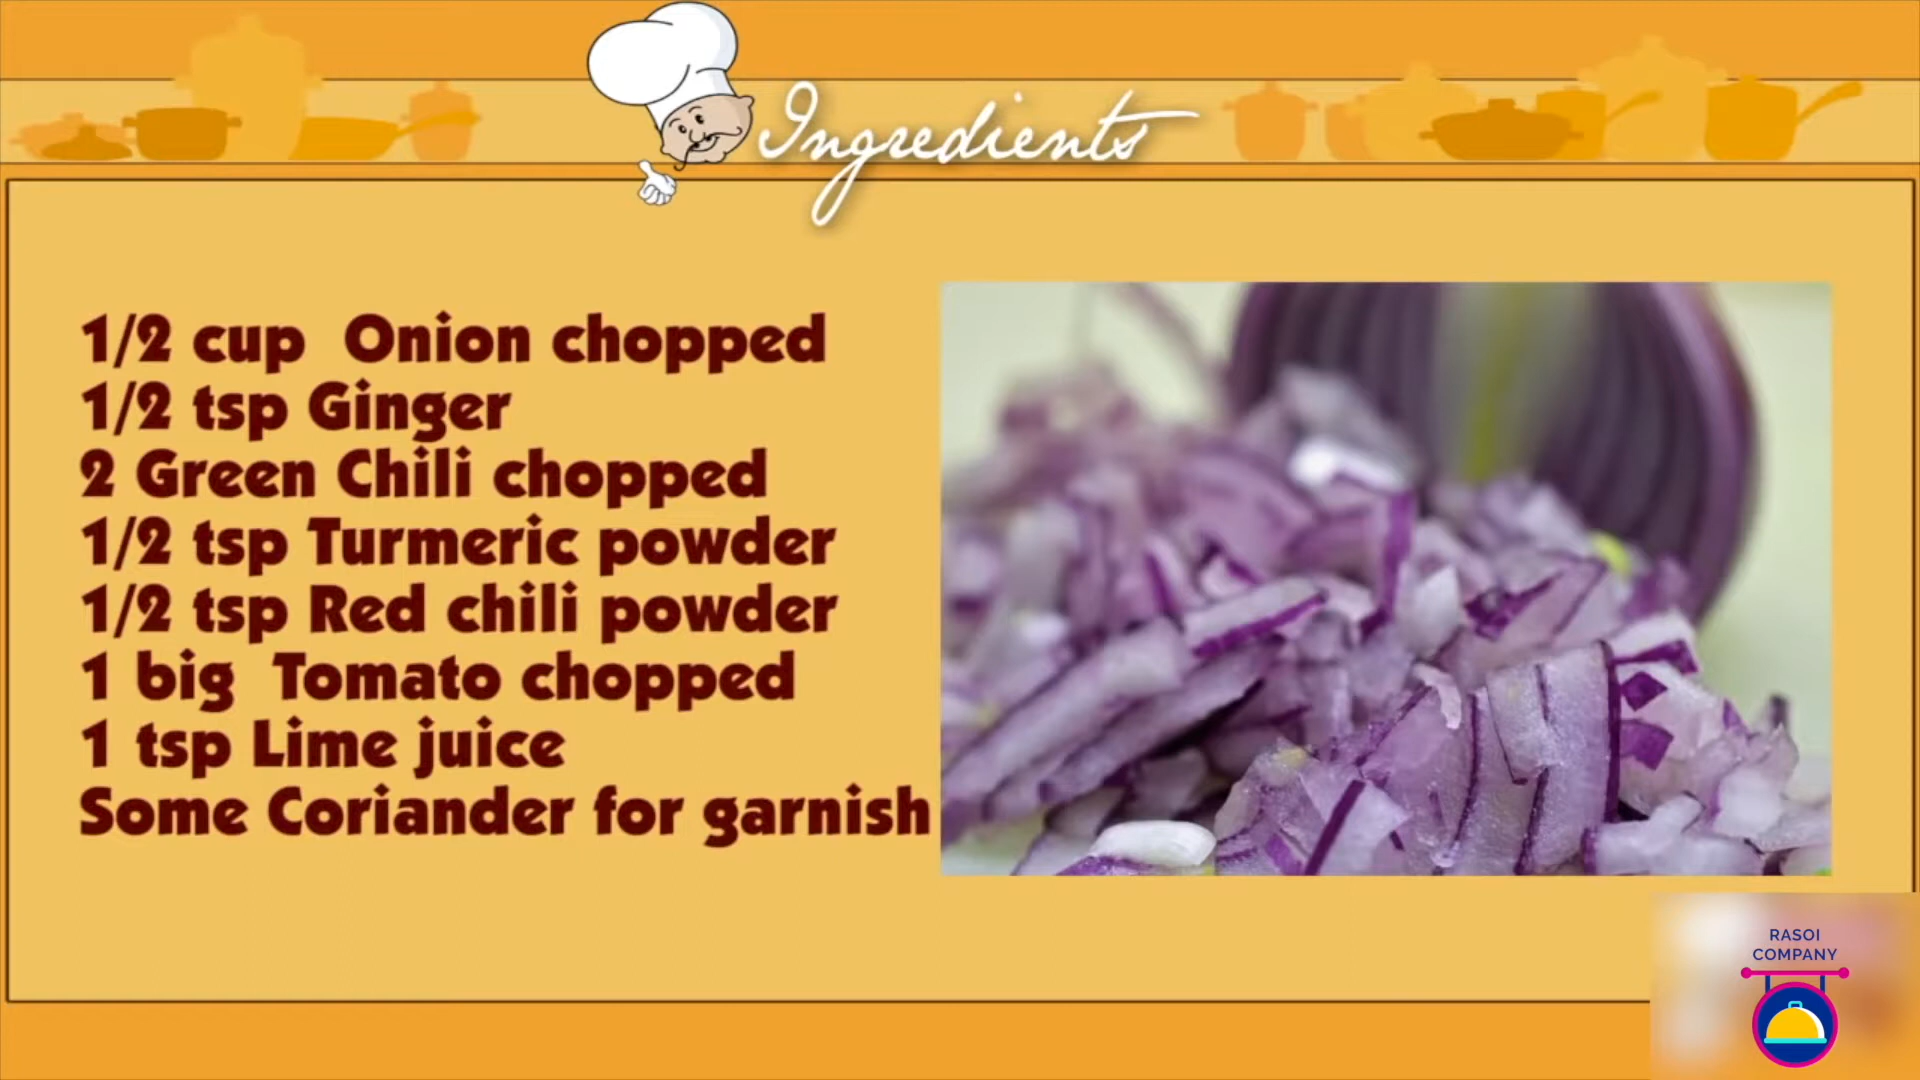 Ingredients
1/2 cup  Onion chopped
1/2 tsp Ginger
2 Green Chili chopped
1/2 tsp Turmeric powder
1/2 tsp Red chili powder
1 big  Tomato chopped
1 tsp Lime juice
Some Coriander for garnish
RASOI
COMPANY